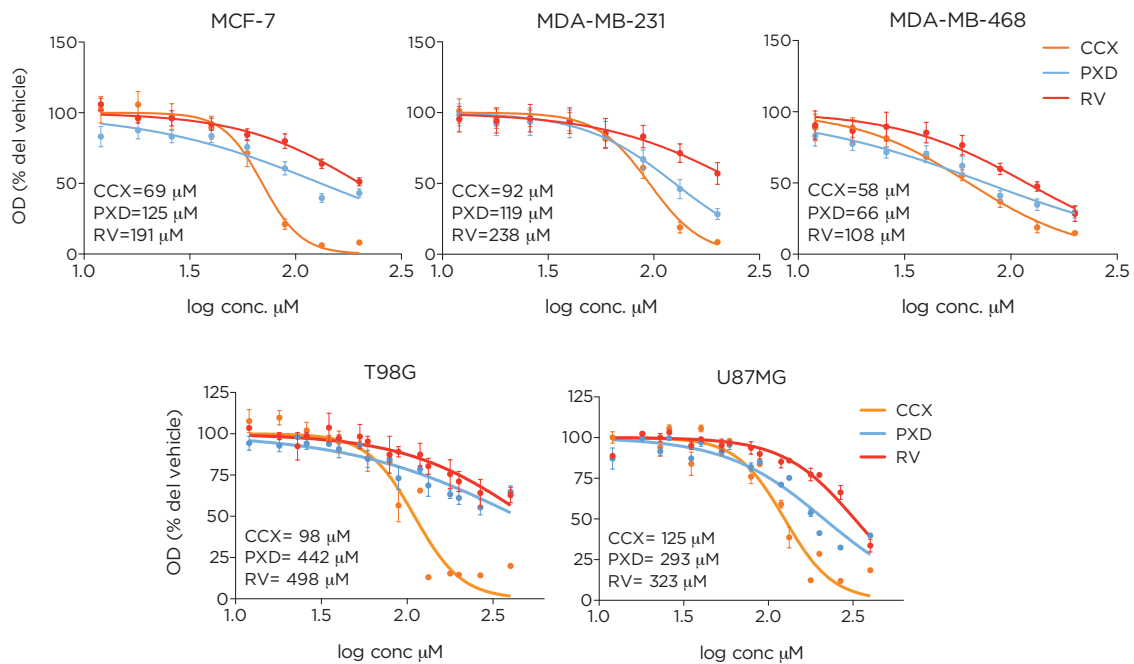 MCF-7
MDA-MB-231
MDA-MB-468
OD (% del vehicle)
150
100
50
0
CCX=69 μM
PXD=125 μM
RV=191 μM
1.0 1.5 2.0 2.5
log conc. μM
150
100
50
0
CCX=92 μM
PXD=119 μM
RV=238 μM
1.0 1.5 2.0 2.5
log conc. μM
150
100
50
0
CCX=58 μM
PXD=66 μM
RV=108 μM
1.0 1.5 2.0 2.5
log conc. μM
CCX
PXD
RV
T98G
U87MG
OD (% del vehicle)
125
100
75
50
25
0
CCX= 98 μM
PXD= 442 μM
RV= 498 μM
1.0 1.5 2.0 2.5
log conc μM
125
100
75
50
25
0
CCX= 125 μM
PXD= 293 μM
RV= 323 μM
1.0 1.5 2.0 2.5
log conc μM
CCX
PXD
RV